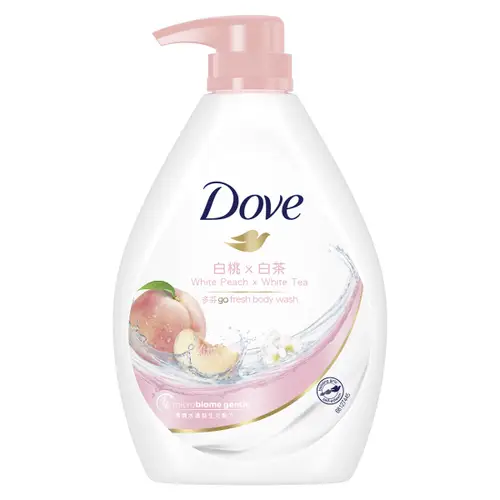 Dove
白桃 x 白茶
White Peach x White Tea
go fresh body wash
microbiome gentle